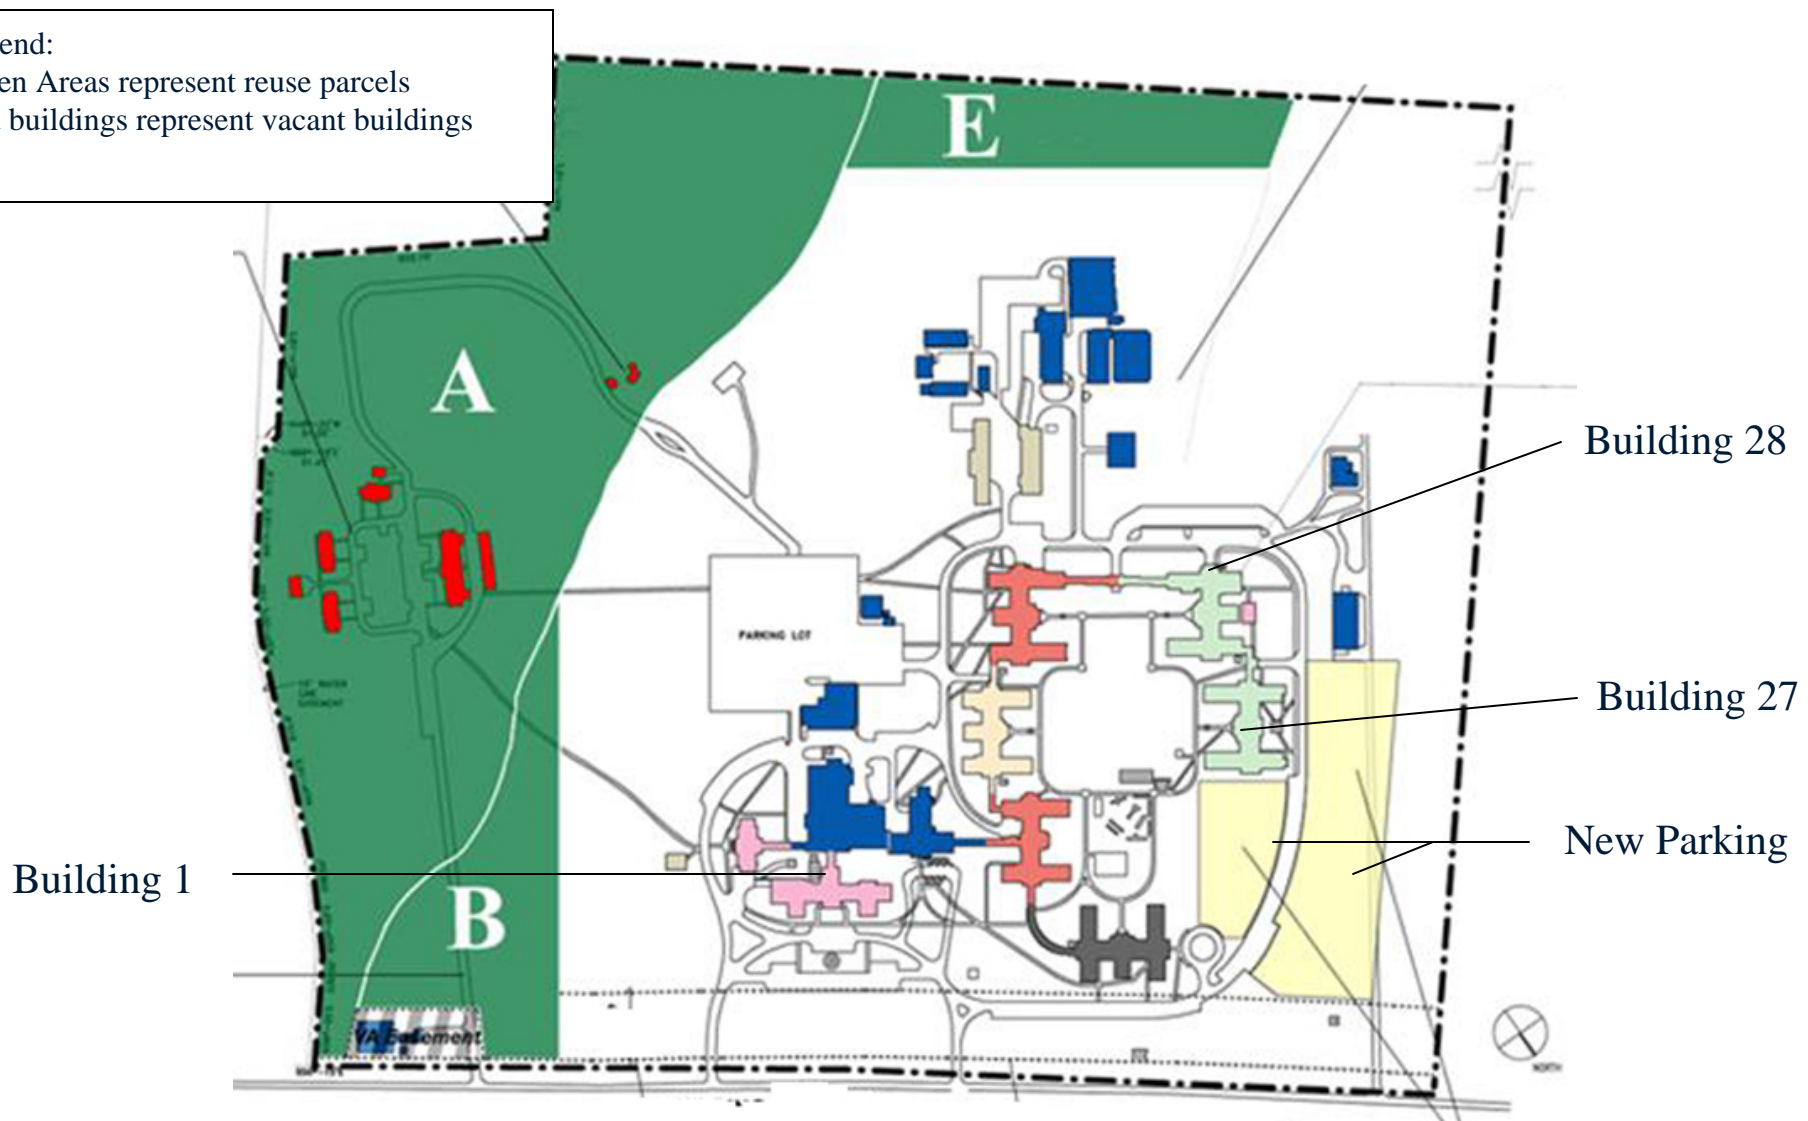 end:
en Areas represent reuse parcels
buildings represent vacant buildings
E
A
Building 28
PARKING LOT
Building 27
New Parking
Building 1
B
VA Easement
NORTH